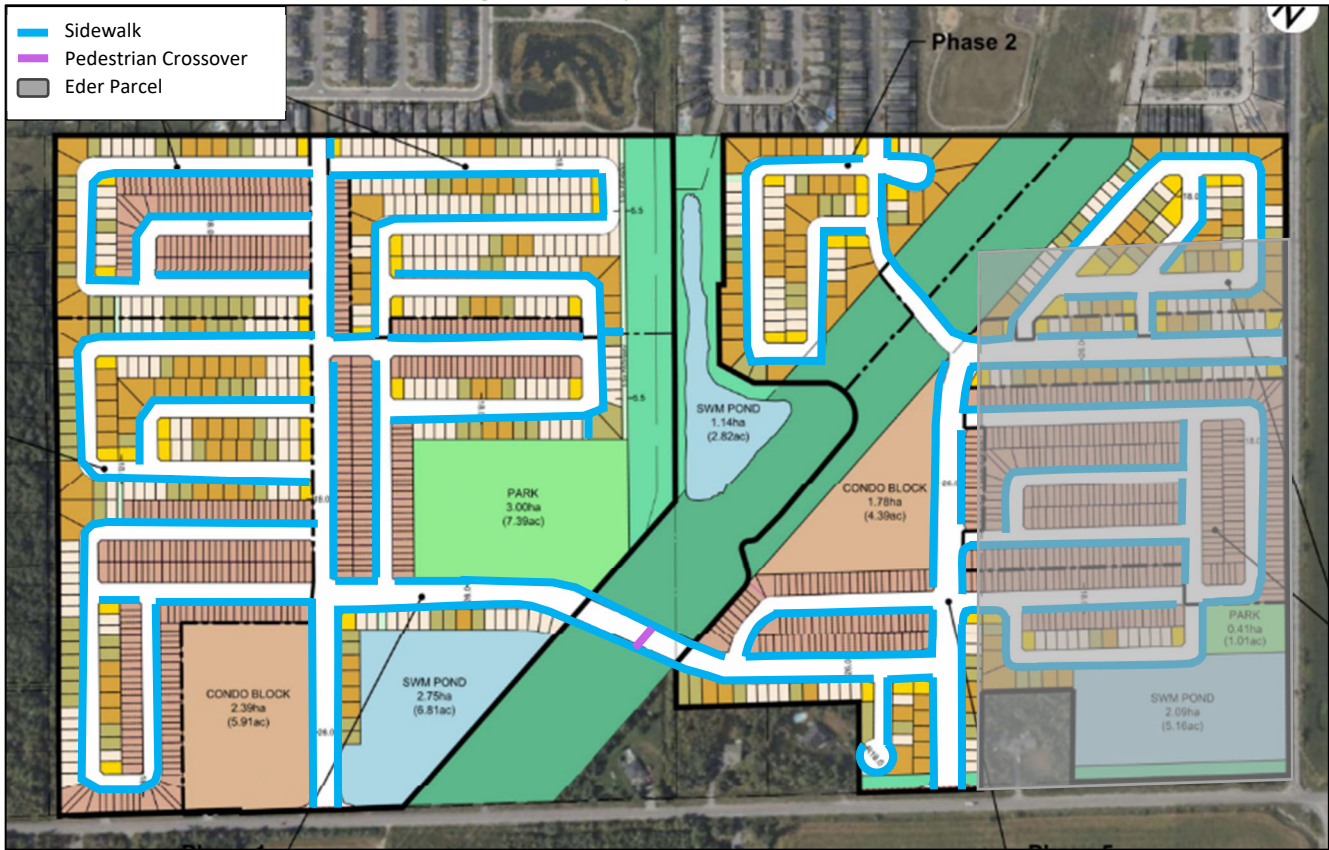 Sidewalk
Pedestrian Crossover
Eder Parcel
N
Phase 2
SWM POND
1.14ha
(2.82ac)
PARK
3.00ha
(7.39ac)
CONDO BLOCK
1.78ha
(4.39ac)
PARK
0.41ha
(1.01ac)
CONDO BLOCK
2.39ha
(5.91ac)
SWM POND
2.75ha
(6.81ac)
SWM POND
2.09ha
(5.16ac)